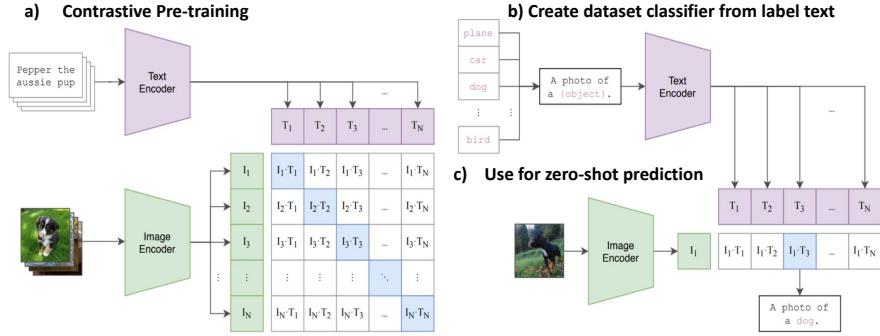 a) Contrastive Pre-training
Pepper the
aussie pup
Text
Encoder
...
T1 T2 T3 ... TN
Image
Encoder
I1 I1·T1 I1·T2 I1·T3 ... I1·TN
I2 I2·T1 I2·T2 I2·T3 ... I2·TN
I3 I3·T1 I3·T2 I3·T3 ... I3·TN
⋮ ⋮ ⋮ ⋮ ⋮ ⋱ ⋮
IN IN·T1 IN·T2 IN·T3 ... IN·TN
b) Create dataset classifier from label text
plane
car
dog
⋮ ⋮
bird
A photo of
a {object}.
Text
Encoder
...
c) Use for zero-shot prediction
T1 T2 T3 ... TN
Image
Encoder
I1 I1·T1 I1·T2 I1·T3 ... I1·TN
A photo of
a dog.